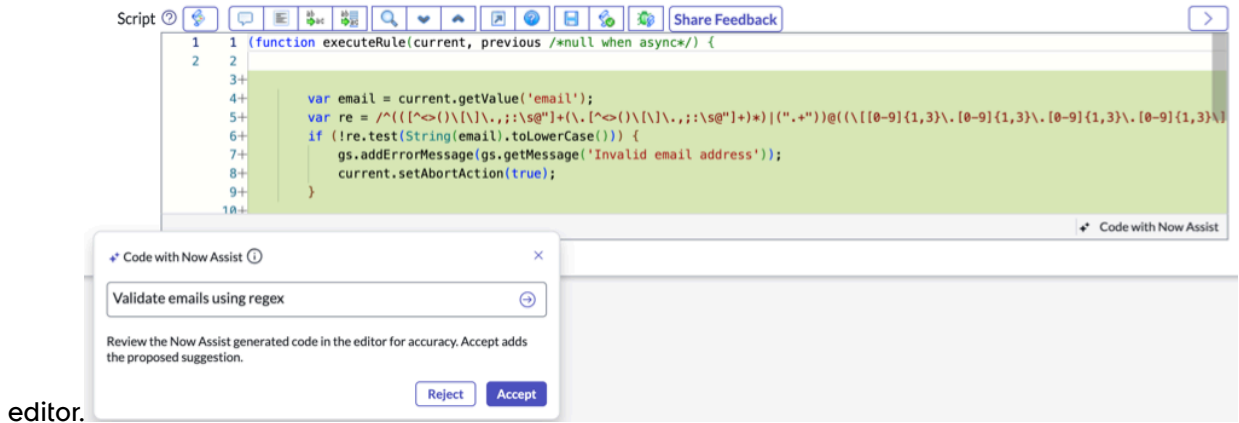 Script
Share Feedback
1 1 (function executeRule(current, previous /*null when async*/) {
2 2
3+
4+ var email = current.getValue('email');
5+ var re = /^(([^<>()\[\]\.,;:\s@"]+(\.[^<>()\[\]\.,;:\s@"]+)*)|(".+"))@((\[[0-9]{1,3}\.[0-9]{1,3}\.[0-9]{1,3}\.[0-9]{1,3}\]
6+ if (!re.test(String(email).toLowerCase())) {
7+ gs.addErrorMessage(gs.getMessage('Invalid email address'));
8+ current.setAbortAction(true);
9+ }
10+
Code with Now Assist
Code with Now Assist
Validate emails using regex
Review the Now Assist generated code in the editor for accuracy. Accept adds
the proposed suggestion.
Reject Accept
editor.